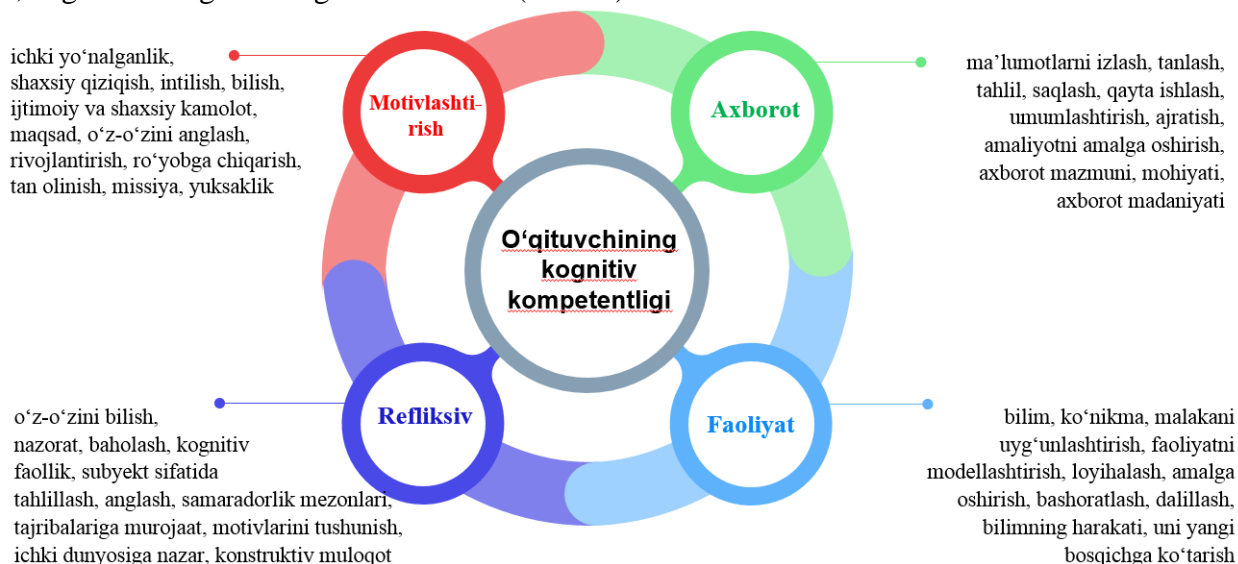 ichki yo‘nalganlik,
shaxsiy qiziqish, intilish, bilish,
ijtimoiy va shaxsiy kamolot,
maqsad, o‘z-o‘zini anglash,
rivojlantirish, ro‘yobga chiqarish,
tan olinish, missiya, yuksaklik
Motivlashti-
rish
Axborot
ma’lumotlarni izlash, tanlash,
tahlil, saqlash, qayta ishlash,
umumlashtirish, ajratish,
amaliyotni amalga oshirish,
axborot mazmuni, mohiyati,
axborot madaniyati
O‘qituvchining
kognitiv
kompetentligi
o‘z-o‘zini bilish,
nazorat, baholash, kognitiv
faollik, subyekt sifatida
tahlillash, anglash, samaradorlik mezonlari,
tajribalariga murojaat, motivlarini tushunish,
ichki dunyosiga nazar, konstruktiv muloqot
Refliksiv
Faoliyat
bilim, ko‘nikma, malakani
uyg‘unlashtirish, faoliyatni
modellashtirish, loyihalash, amalga
oshirish, bashoratlash, dalillash,
bilimning harakati, uni yangi
bosqichga ko‘tarish